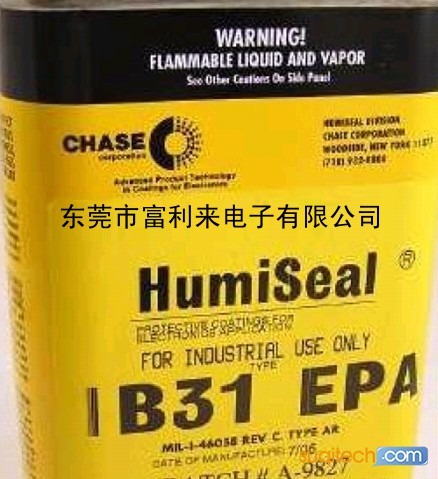 WARNING!
FLAMMABLE LIQUID AND VAPOR
See Other Cautions On Side Panel
CHASE
corporation
Advanced Product Technology
in Coatings for Electronics
HUMISEAL DIVISION
CHASE CORPORATION
WOODSIDE, NEW YORK
东莞市富利来电子有限公司
HumiSeal ®
PROTECTIVE COATINGS FOR
ELECTRONICS APPLICATION
FOR INDUSTRIAL USE ONLY
TYPE
1B31 EPA
MIL-I-46058 REV C, TYPE AR
DATE OF MANUFACTURE: 7/06
BATCH # A-9827
sugitech.com